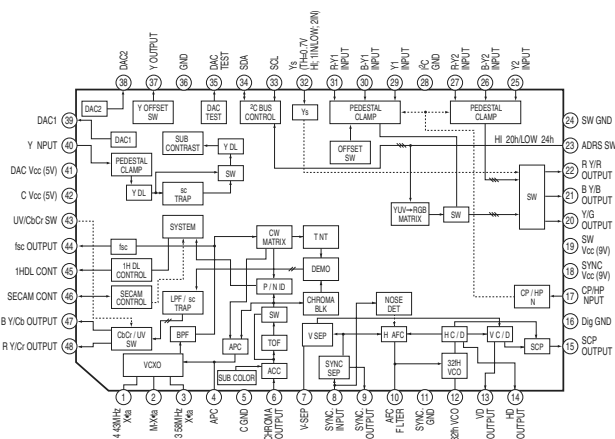 DAC2
Y OUTPUT
GND
DAC TEST
SDA
SCL
Ys (TH=0.7V HI; 1IN/LOW; 2IN)
R-Y1 INPUT
B-Y1 INPUT
Y1 INPUT
I²C GND
R-Y2 INPUT
B-Y2 INPUT
Y2 INPUT
38
37
36
35
34
33
32
31
30
29
28
27
26
25
DAC2
Y OFFSET SW
DAC TEST
I²C BUS CONTROL
Ys
PEDESTAL CLAMP
PEDESTAL CLAMP
DAC1
39
DAC1
SUB CONTRAST
Y DL
OFFSET SW
24
SW GND
HI 20h/LOW 24h
23
ADRS SW
Y NPUT
40
PEDESTAL CLAMP
SW
22
R Y/R OUTPUT
DAC Vcc (5V)
41
Y DL
sc TRAP
SW
21
B Y/B OUTPUT
C Vcc (5V)
42
YUV→RGB MATRIX
SW
20
Y/G OUTPUT
UV/CbCr SW
43
SYSTEM
CW MATRIX
T NT
19
SW Vcc (9V)
fsc OUTPUT
44
fsc
18
SYNC Vcc (9V)
1HDL CONT
45
1H DL CONTROL
P / N ID
DEMO
17
CP/HP INPUT
SECAM CONT
46
SECAM CONTROL
LPF / sc TRAP
CHROMA BLK
NOSE DET
CP / HP N
B Y/Cb OUTPUT
47
CbCr / UV SW
BPF
SW
V SEP
H AFC
H C / D
V C / D
16
Dig GND
R Y/Cr OUTPUT
48
APC
TOF
SCP
15
SCP OUTPUT
VCXO
SUB COLOR
ACC
SYNC SEP
32fH VCO
1
2
3
4
5
6
7
8
9
10
11
12
13
14
4 43MHz X'tal
M-X'tal
3 58MHz X'tal
APC
C GND
CHROMA OUTPUT
V-SEP
SYNC. INPUT
SYNC. OUTPUT
AFC F LTER
SYNC. GND
32fH VCO
VD OUTPUT
HD OUTPUT